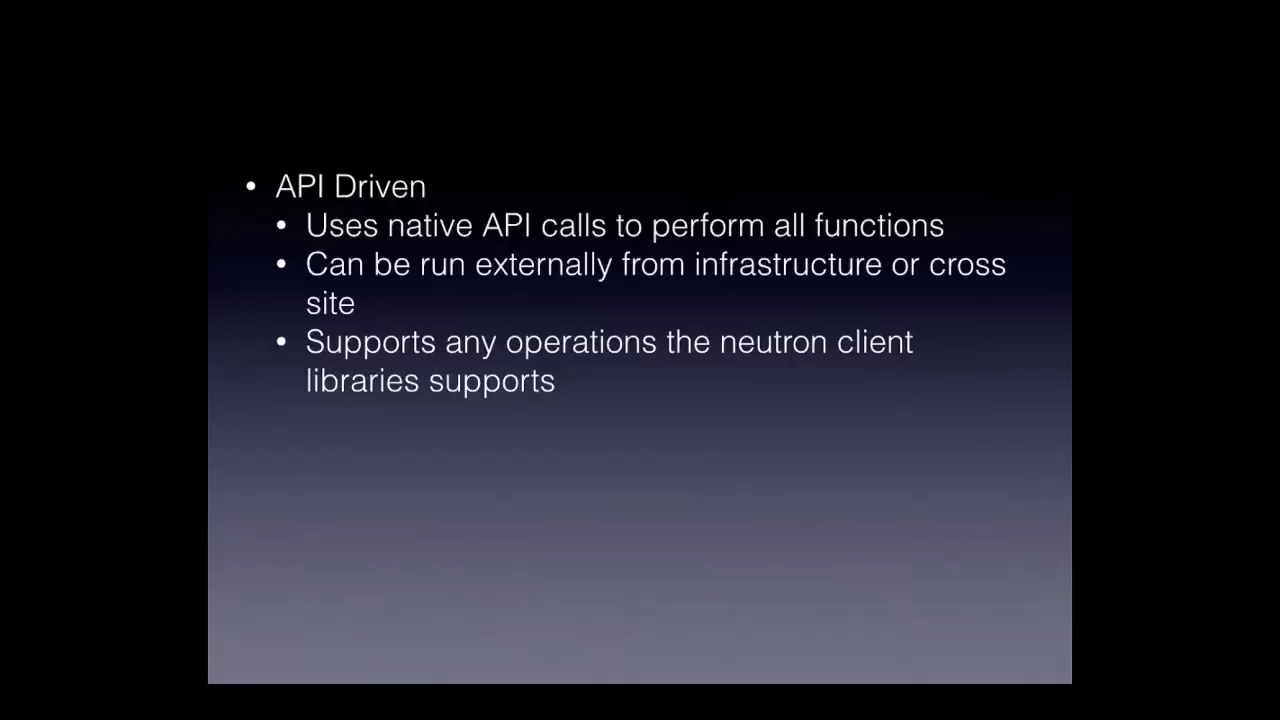 • API Driven
• Uses native API calls to perform all functions
• Can be run externally from infrastructure or cross
site
• Supports any operations the neutron client
libraries supports